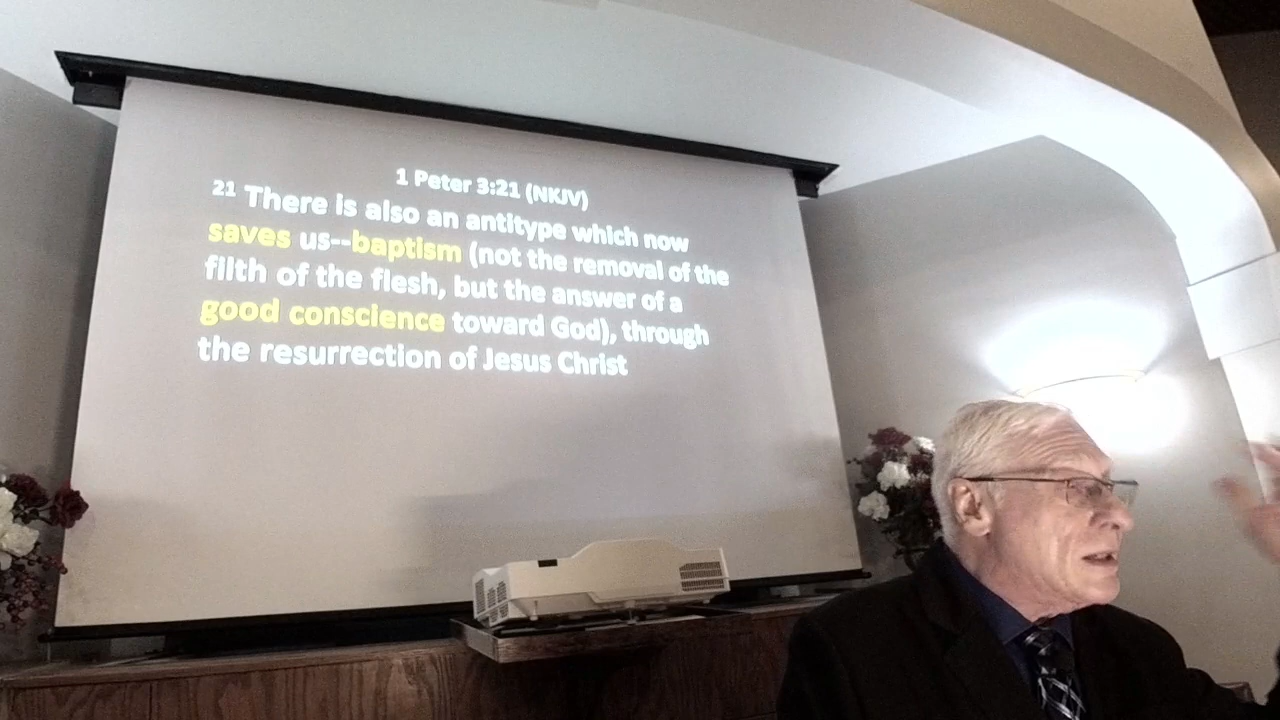 1 Peter 3:21 (NKJV)
21 There is also an antitype which now
saves us--baptism (not the removal of the
filth of the flesh, but the answer of a
good conscience toward God), through
the resurrection of Jesus Christ